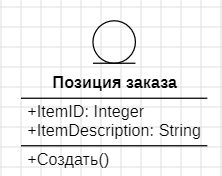 Позиция заказа
+ItemID: Integer
+ItemDescription: String
+Создать()